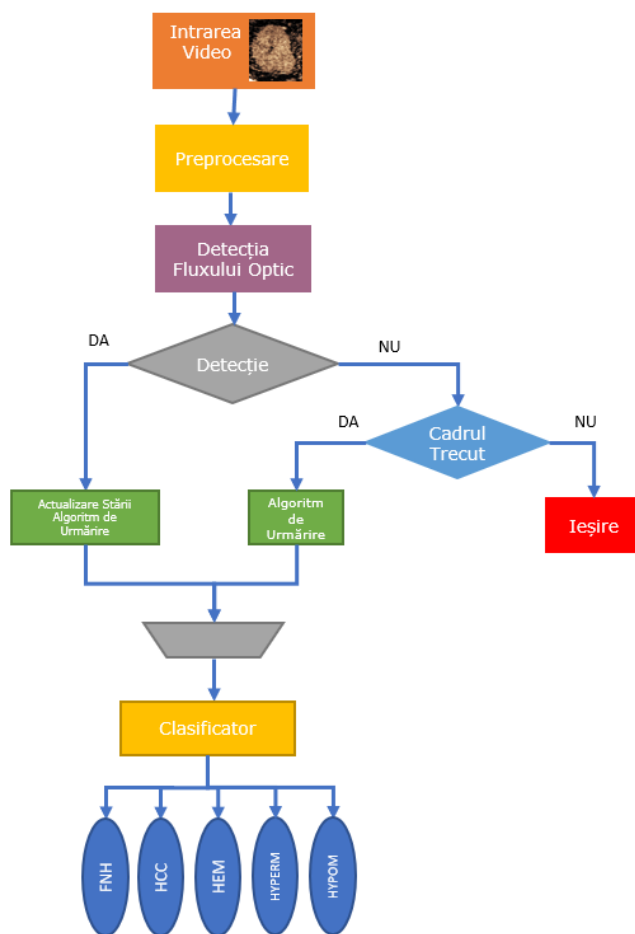 Intrarea
Video
Preprocesare
Detecția
Fluxului Optic
DA
Detecție
NU
DA
Cadrul
Trecut
NU
Actualizare Stării
Algoritm de
Urmărire
Algoritm
de
Urmărire
Ieșire
Clasificator
FNH
HCC
HEM
HYPERM
HYPOM